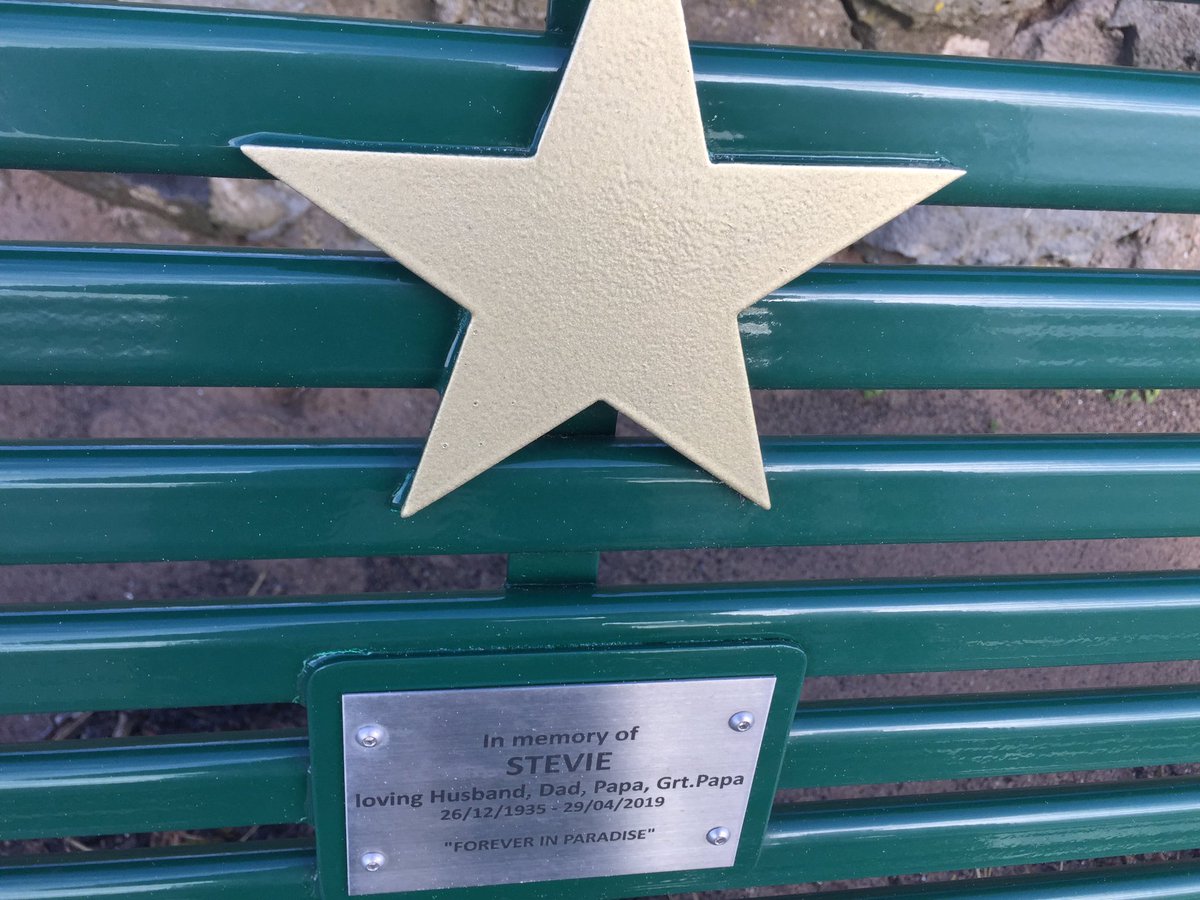 In memory of
STEVIE
loving Husband, Dad, Papa, Grt.Papa
26/12/1935 - 29/04/2019
"FOREVER IN PARADISE"